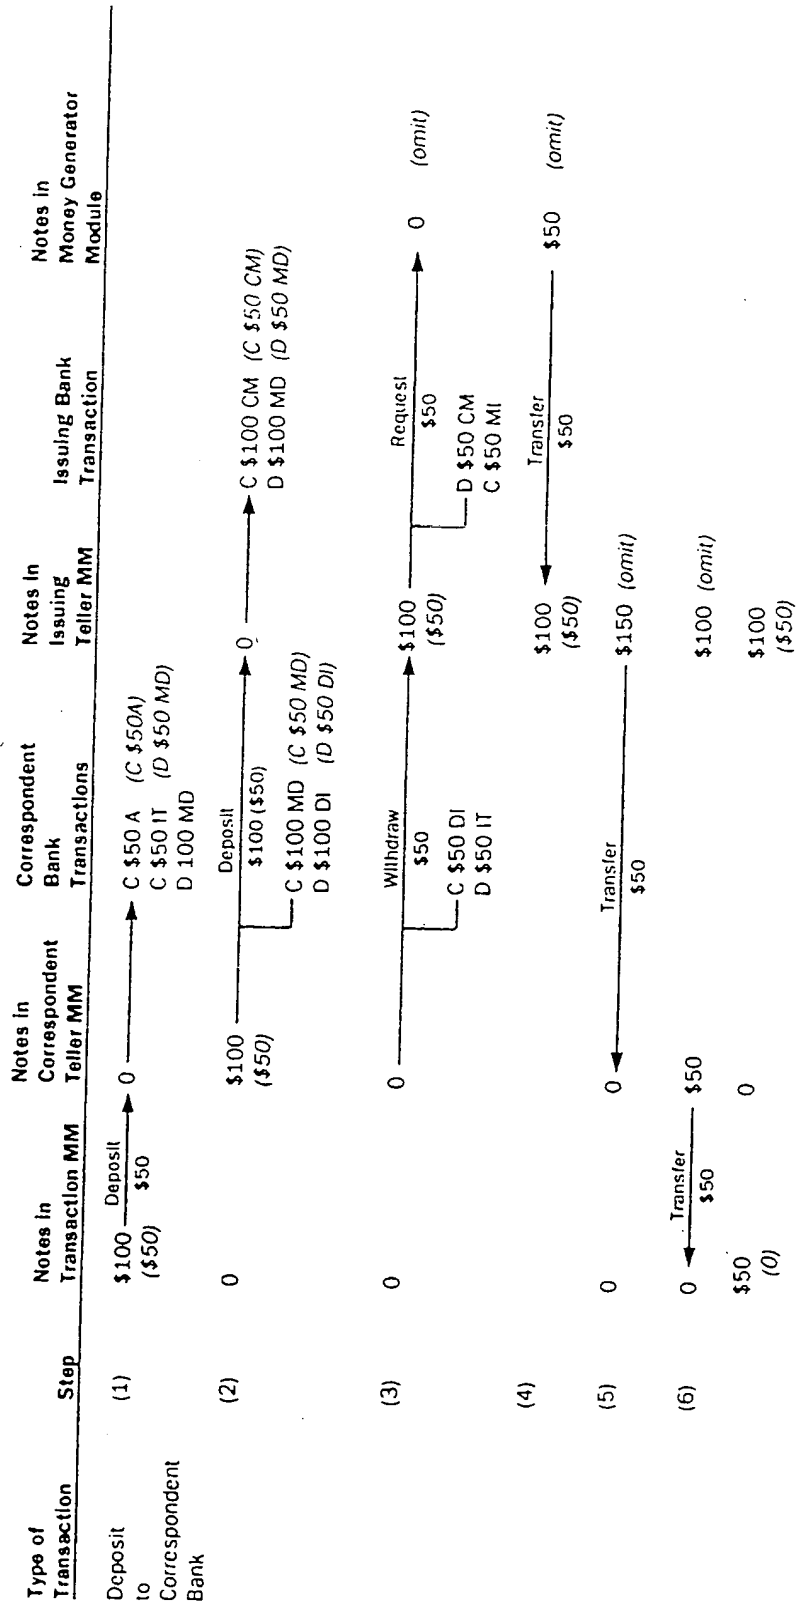 Type of
Transaction
Step
Notes in
Transaction MM
Notes in
Correspondent
Teller MM
Correspondent
Bank
Transactions
Notes in
Issuing
Teller MM
Issuing Bank
Transaction
Notes in
Money Generator
Module
Deposit
to
Correspondent
Bank
(1)
$100
($50)
Deposit
$50
0
C $50 A (C $50A)
C $50 IT (D $50 MD)
D 100 MD
(2)
0
$100
($50)
Deposit
$100 ($50)
C $100 MD (C $50 MD)
D $100 DI (D $50 DI)
0
C $100 CM (C $50 CM)
D $100 MD (D $50 MD)
(3)
0
0
Withdraw
$50
C $50 DI
D $50 IT
$100
($50)
Request
$50
D $50 CM
C $50 MI
0 (omit)
(4)
$100
($50)
Transfer
$50
$50 (omit)
(5)
0
0
Transfer
$50
$150 (omit)
(6)
0
Transfer
$50
$50
$100 (omit)
$50
(0)
0
$100
($50)